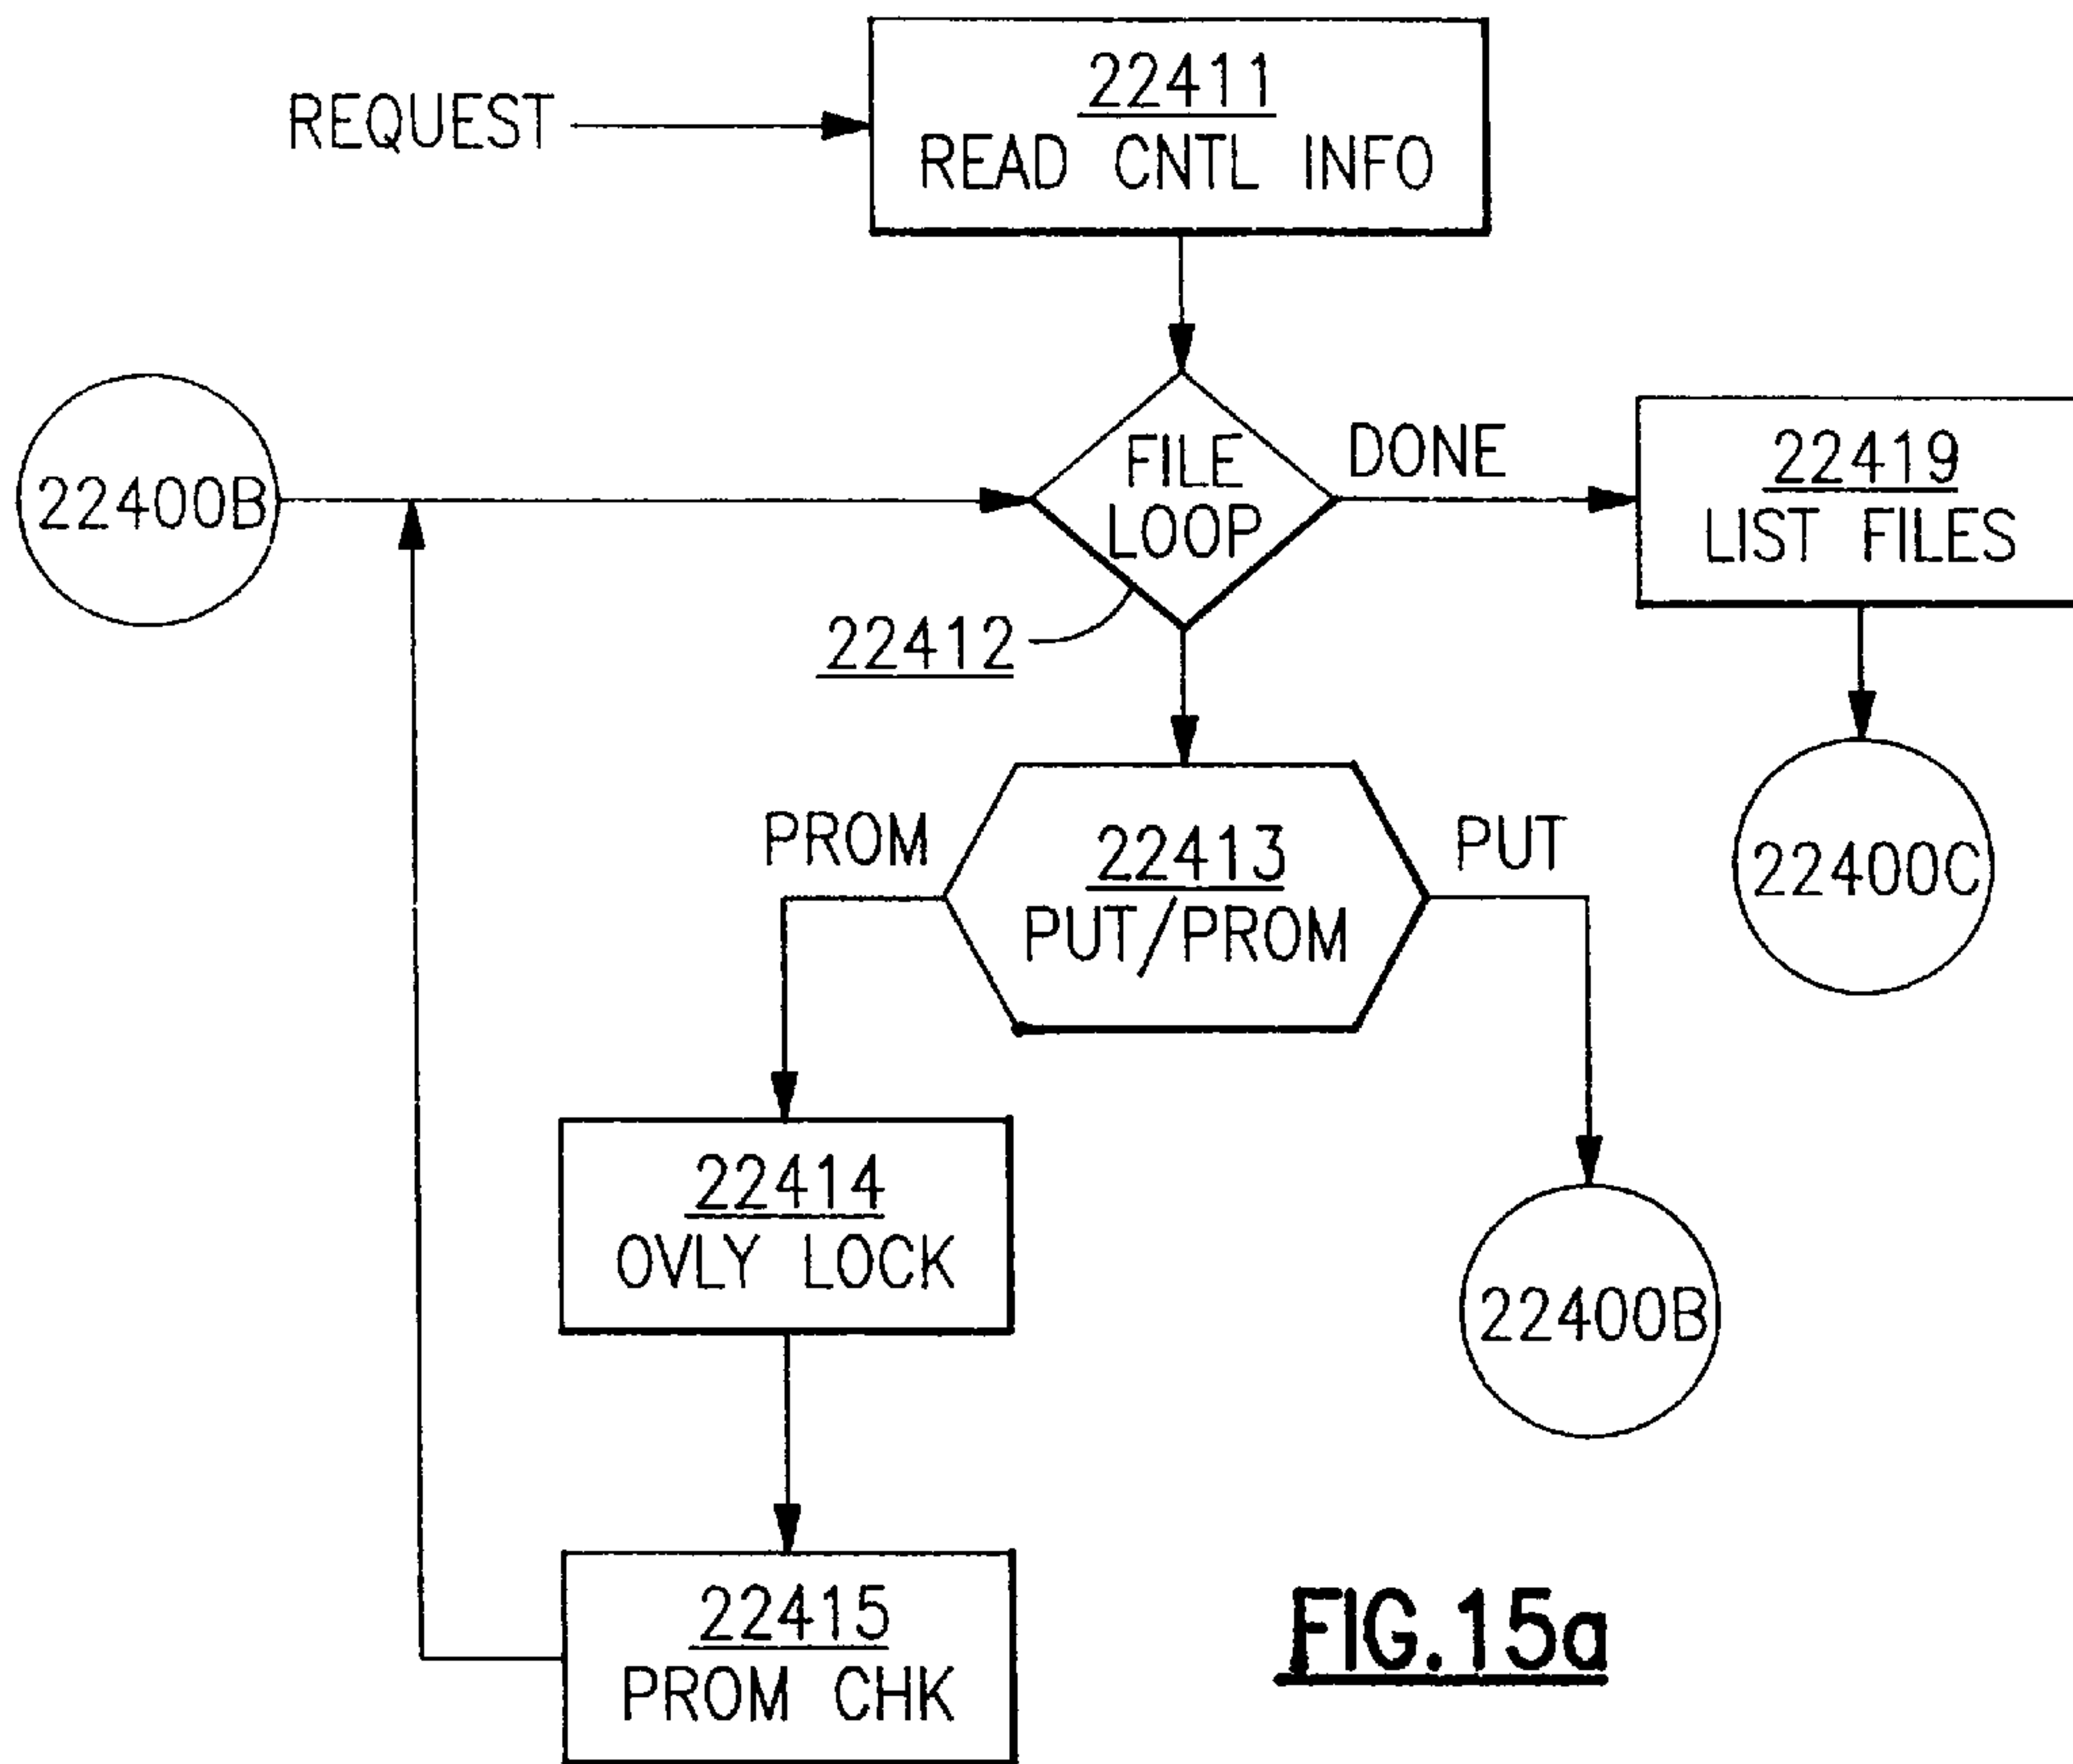 22411
REQUEST
READ CNTL INFO
22400B
FILE
LOOP
DONE
22419
LIST FILES
22412
PROM
22413
PUT/PROM
PUT
22400C
22414
OVLY LOCK
22400B
22415
PROM CHK
FIG.15a